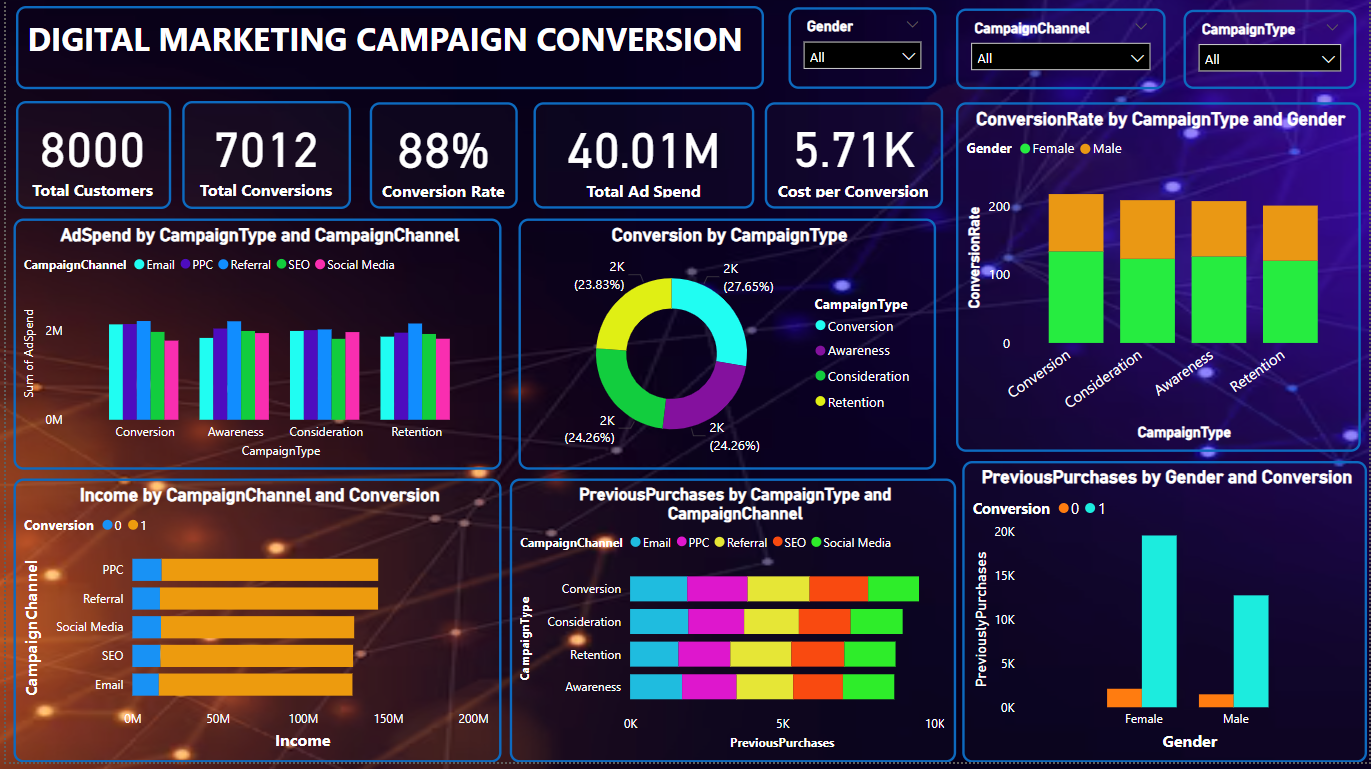 DIGITAL MARKETING CAMPAIGN CONVERSION
Gender
All
CampaignChannel
All
CampaignType
All
8000
Total Customers
7012
Total Conversions
88%
Conversion Rate
40.01M
Total Ad Spend
5.71K
Cost per Conversion
ConversionRate by CampaignType and Gender
Gender Female Male
ConversionRate
200
100
0
Conversion
Consideration
Awareness
Retention
CampaignType
AdSpend by CampaignType and CampaignChannel
CampaignChannel Email PPC Referral SEO Social Media
Sum of AdSpend
2M
0M
Conversion
Awareness
Consideration
Retention
CampaignType
Conversion by CampaignType
2K
(23.83%)
2K
(27.65%)
2K
(24.26%)
2K
(24.26%)
CampaignType
Conversion
Awareness
Consideration
Retention
Income by CampaignChannel and Conversion
Conversion 0 1
CampaignChannel
PPC
Referral
Social Media
SEO
Email
0M
50M
100M
150M
200M
Income
PreviousPurchases by CampaignType and
CampaignChannel
CampaignChannel Email PPC Referral SEO Social Media
CampaignType
Conversion
Consideration
Retention
Awareness
0K
5K
10K
PreviousPurchases
PreviousPurchases by Gender and Conversion
Conversion 0 1
PreviouslyPurchases
20K
15K
10K
5K
0K
Female
Male
Gender